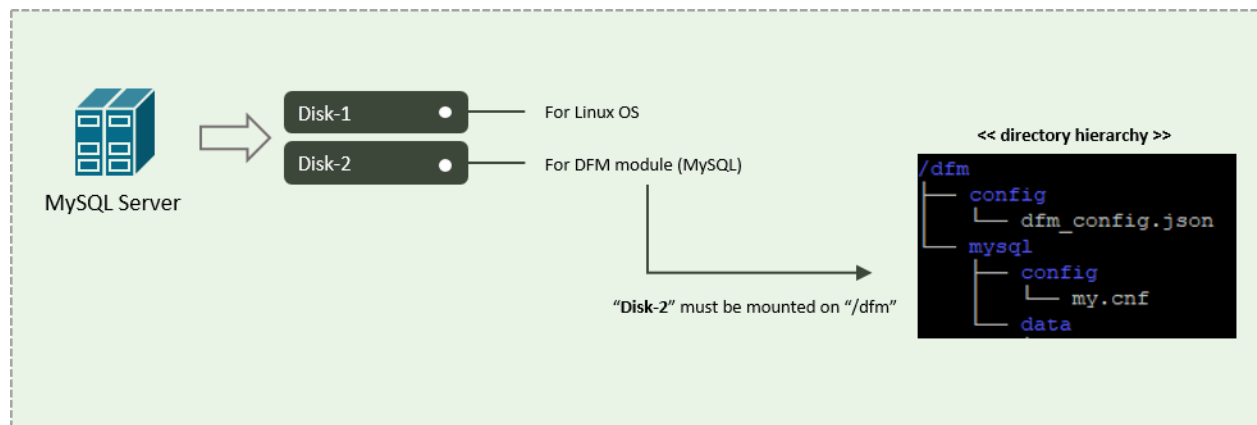 MySQL Server
Disk-1
For Linux OS
Disk-2
For DFM module (MySQL)
“Disk-2” must be mounted on “/dfm”
<< directory hierarchy >>
/dfm
config
dfm_config.json
mysql
config
my.cnf
data